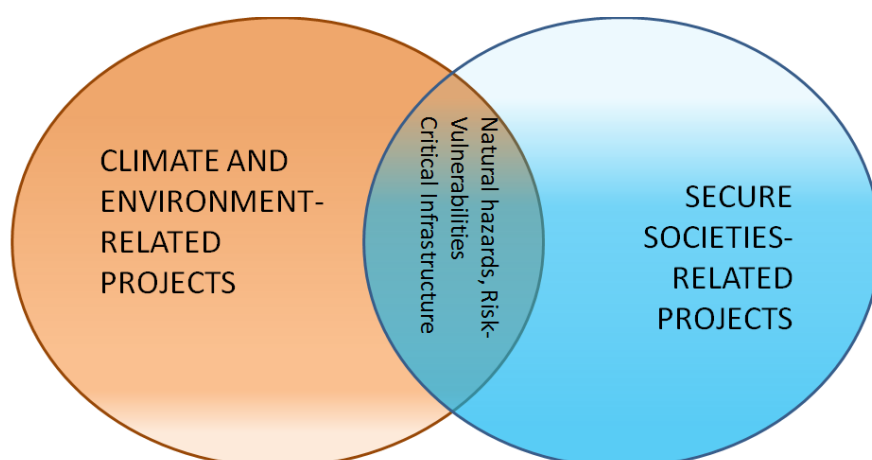 CLIMATE AND
ENVIRONMENT-
RELATED
PROJECTS
Natural hazards, Risk-
Vulnerabilities
Critical Infrastructure
SECURE
SOCIETIES-
RELATED
PROJECTS